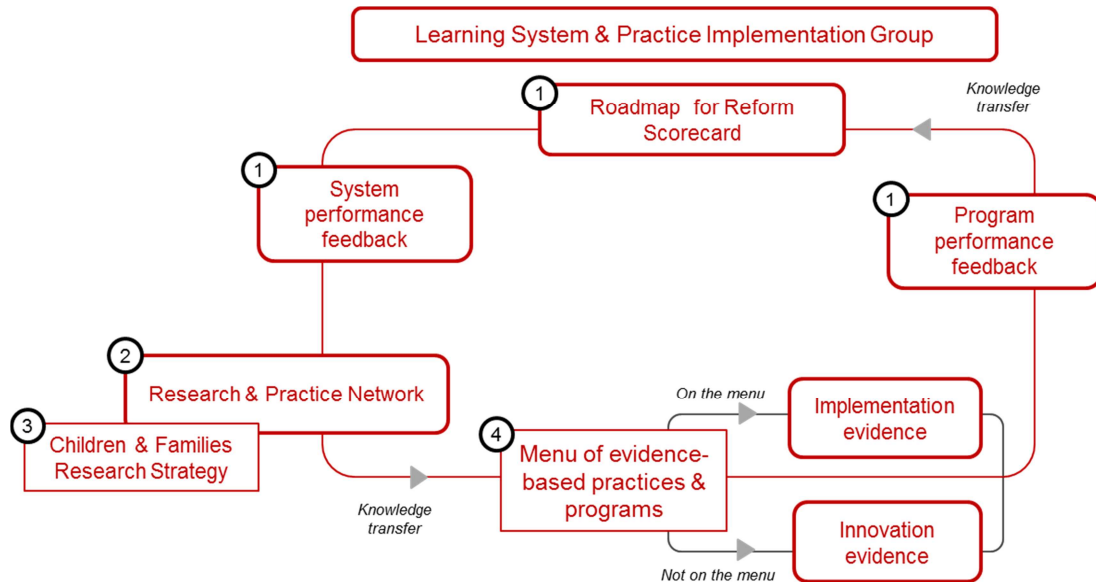 Learning System & Practice Implementation Group
1
Roadmap for Reform
Scorecard
Knowledge
transfer
1
System
performance
feedback
1
Program
performance
feedback
2
Research & Practice Network
3
Children & Families
Research Strategy
Knowledge
transfer
4
Menu of evidence-
based practices &
programs
On the menu
Implementation
evidence
Not on the menu
Innovation
evidence